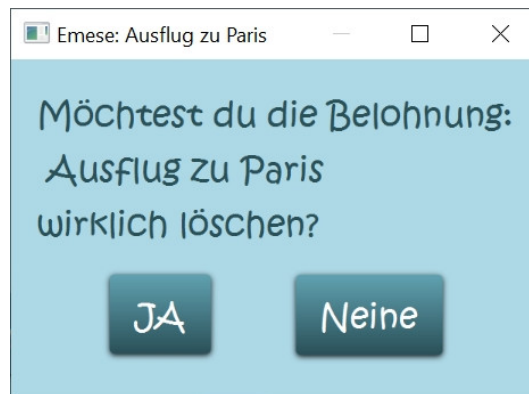 Emese: Ausflug zu Paris
Möchtest du die Belohnung:
Ausflug zu Paris
wirklich löschen?
JA Neine